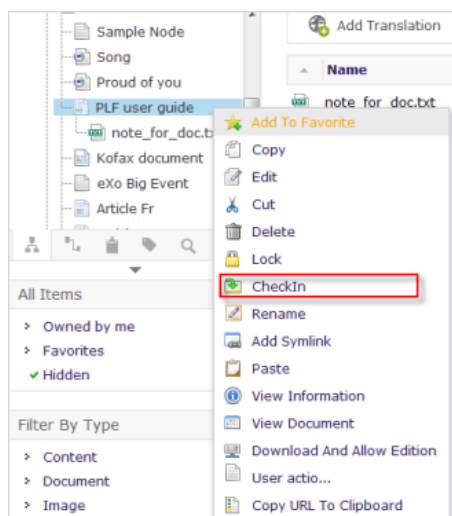 Sample Node
Song
Proud of you
PLF user guide
note_for_doc.t
Kofax document
eXo Big Event
Article Fr
All Items
Owned by me
Favorites
Hidden
Filter By Type
Content
Document
Image
Add Translation
Name
note for doc.txt
Add To Favorite
Copy
Edit
Cut
Delete
Lock
CheckIn
Rename
Add Symlink
Paste
View Information
View Document
Download And Allow Edition
User actio...
Copy URL To Clipboard